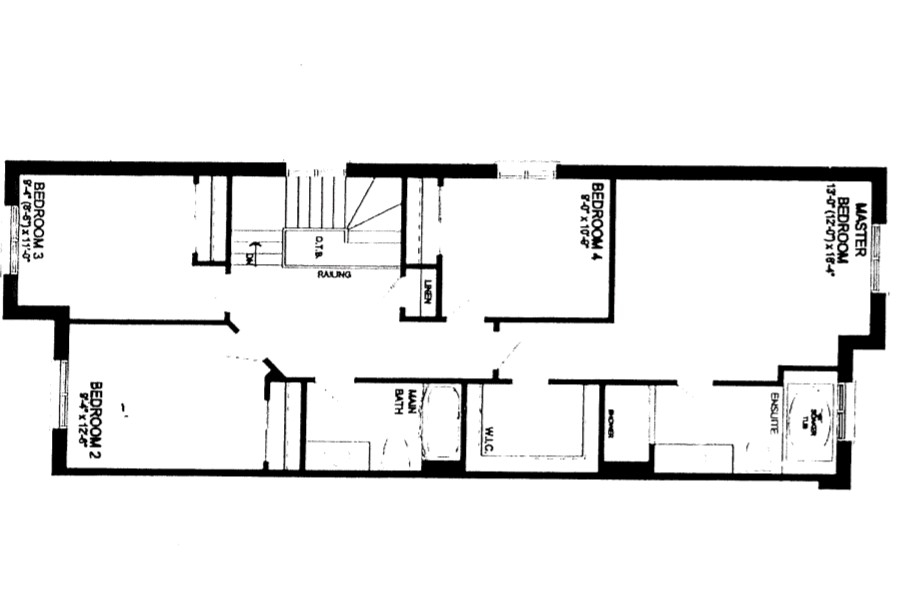 BEDROOM 3
9'-4" (8'-6") x 11'-0"
BEDROOM 2
9'-4" x 12'-6"
DN
O.T.B.
RAILING
LINEN
BEDROOM 4
9'-0" x 10'-6"
MASTER
BEDROOM
13'-0" (12'-0") x 16'-4"
MAIN
BATH
W.I.C.
SHOWER
ENSUITE
SOAKER
TUB